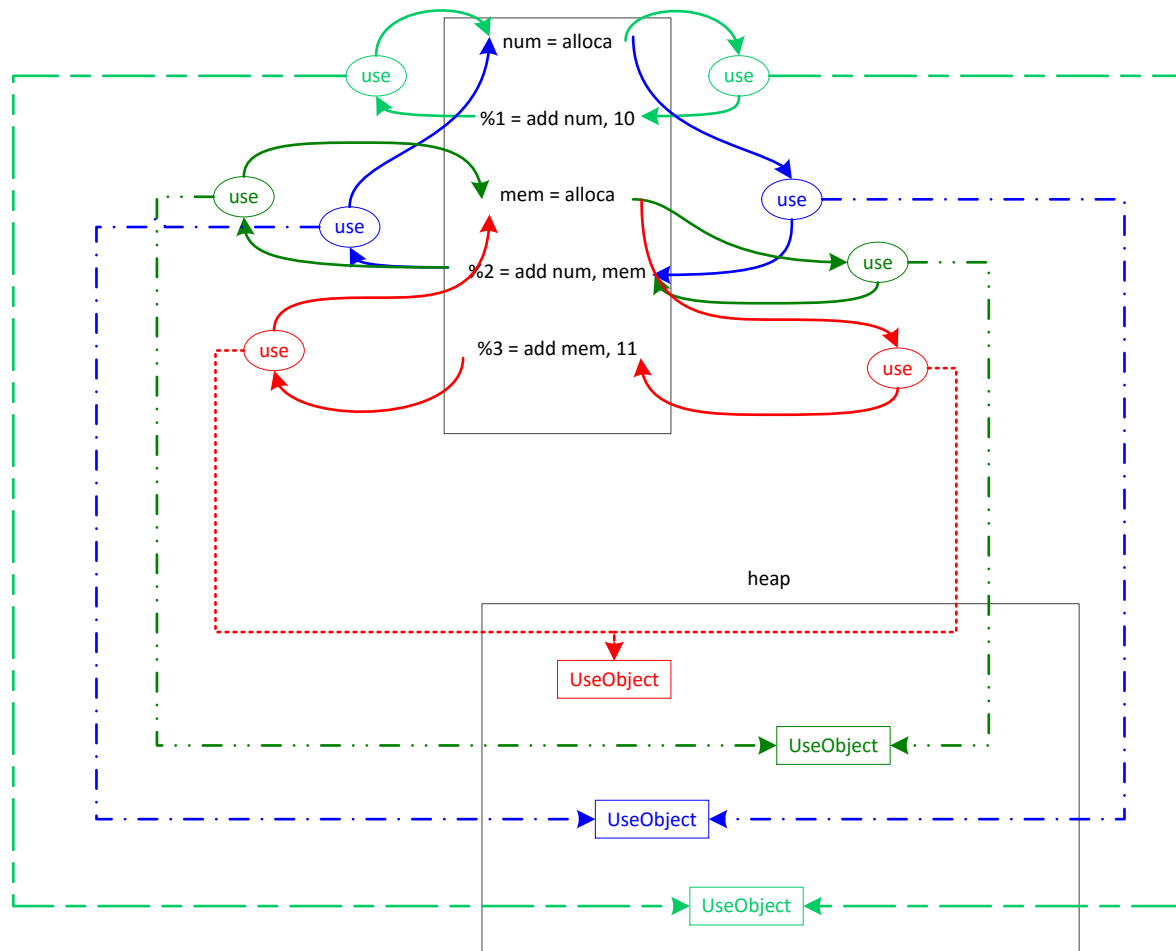 num = alloca
use
use
%1 = add num, 10
use
mem = alloca
use
use
%2 = add num, mem
use
use
%3 = add mem, 11
use
heap
UseObject
UseObject
UseObject
UseObject